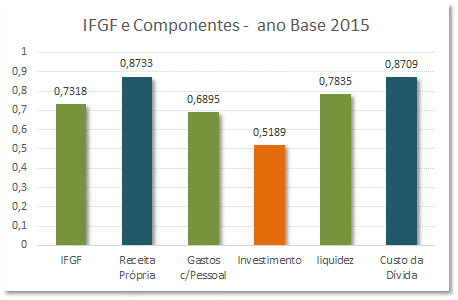 IFGF e Componentes - ano Base 2015
1
0,9
0,8
0,7
0,6
0,5
0,4
0,3
0,2
0,1
0
0,7318
0,8733
0,6895
0,5189
0,7835
0,8709
IFGF
Receita
Própria
Gastos
c/Pessoal
Investimento
liquidez
Custo da
Dívida